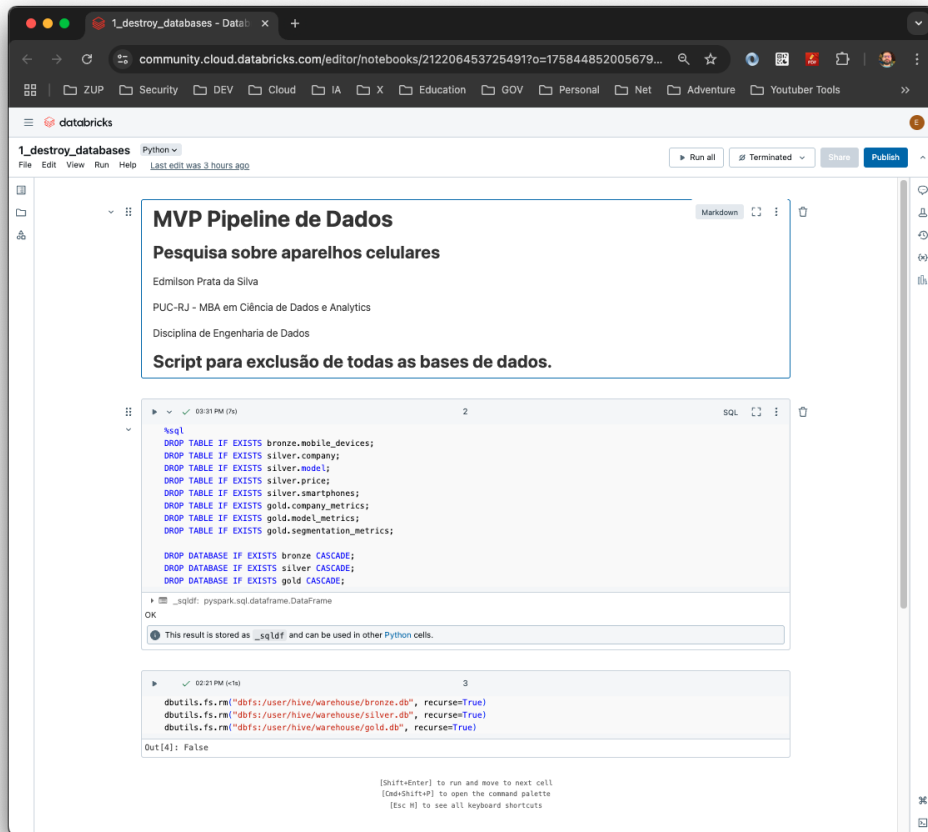 1_destroy_databases - Datab
community.cloud.databricks.com/editor/notebooks/212206453725491?o=175844852005679...
ZUP Security DEV Cloud IA X Education GOV Personal Net Adventure Youtuber Tools
databricks
E
1_destroy_databases Python
File Edit View Run Help Last edit was 3 hours ago
Run all Terminated Share Publish
MVP Pipeline de Dados
Markdown
Pesquisa sobre aparelhos celulares
Edmilson Prata da Silva
PUC-RJ - MBA em Ciência de Dados e Analytics
Disciplina de Engenharia de Dados
Script para exclusão de todas as bases de dados.
03:31 PM (7s) 2 SQL
%sql
DROP TABLE IF EXISTS bronze.mobile_devices;
DROP TABLE IF EXISTS silver.company;
DROP TABLE IF EXISTS silver.model;
DROP TABLE IF EXISTS silver.price;
DROP TABLE IF EXISTS silver.smartphones;
DROP TABLE IF EXISTS gold.company_metrics;
DROP TABLE IF EXISTS gold.model_metrics;
DROP TABLE IF EXISTS gold.segmentation_metrics;
DROP DATABASE IF EXISTS bronze CASCADE;
DROP DATABASE IF EXISTS silver CASCADE;
DROP DATABASE IF EXISTS gold CASCADE;
_sqldf: pyspark.sql.dataframe.DataFrame
OK
This result is stored as _sqldf and can be used in other Python cells.
02:21 PM (<1s) 3
dbutils.fs.rm("dbfs:/user/hive/warehouse/bronze.db", recurse=True)
dbutils.fs.rm("dbfs:/user/hive/warehouse/silver.db", recurse=True)
dbutils.fs.rm("dbfs:/user/hive/warehouse/gold.db", recurse=True)
Out[4]: False
[Shift+Enter] to run and move to next cell
[Cmd+Shift+P] to open the command palette
[Esc H] to see all keyboard shortcuts